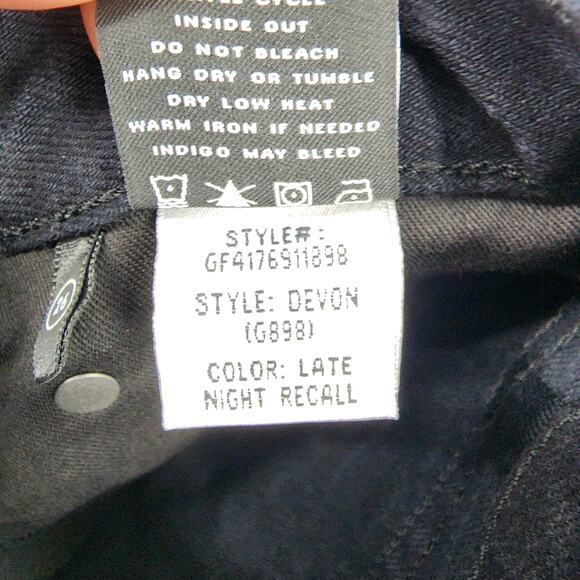 CYCLE
INSIDE OUT
DO NOT BLEACH
HANG DRY OR TUMBLE
DRY LOW HEAT
WARM IRON IF NEEDED
INDIGO MAY BLEED
STYLE#:
GF4176911898
STYLE: DEVON
(G898)
COLOR: LATE
NIGHT RECALL